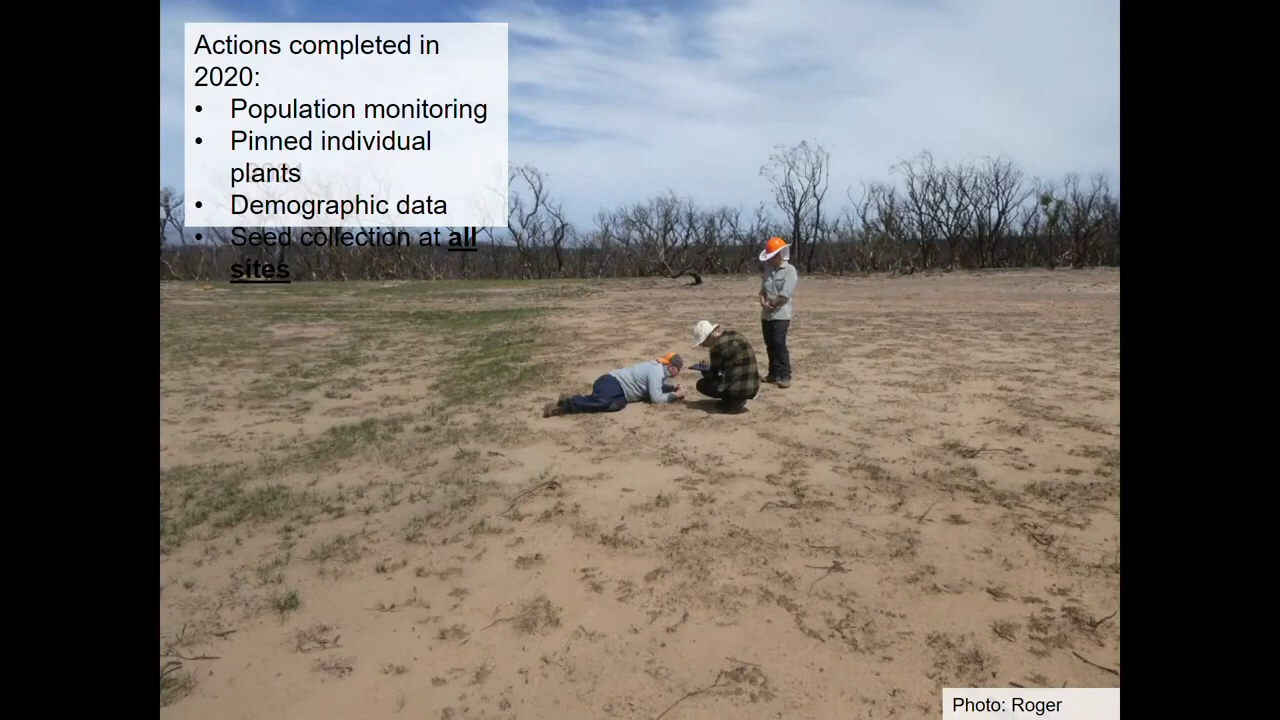 Actions completed in
2020:
• Population monitoring
• Pinned individual
plants
• Demographic data
• Seed collection at all
sites
Photo: Roger